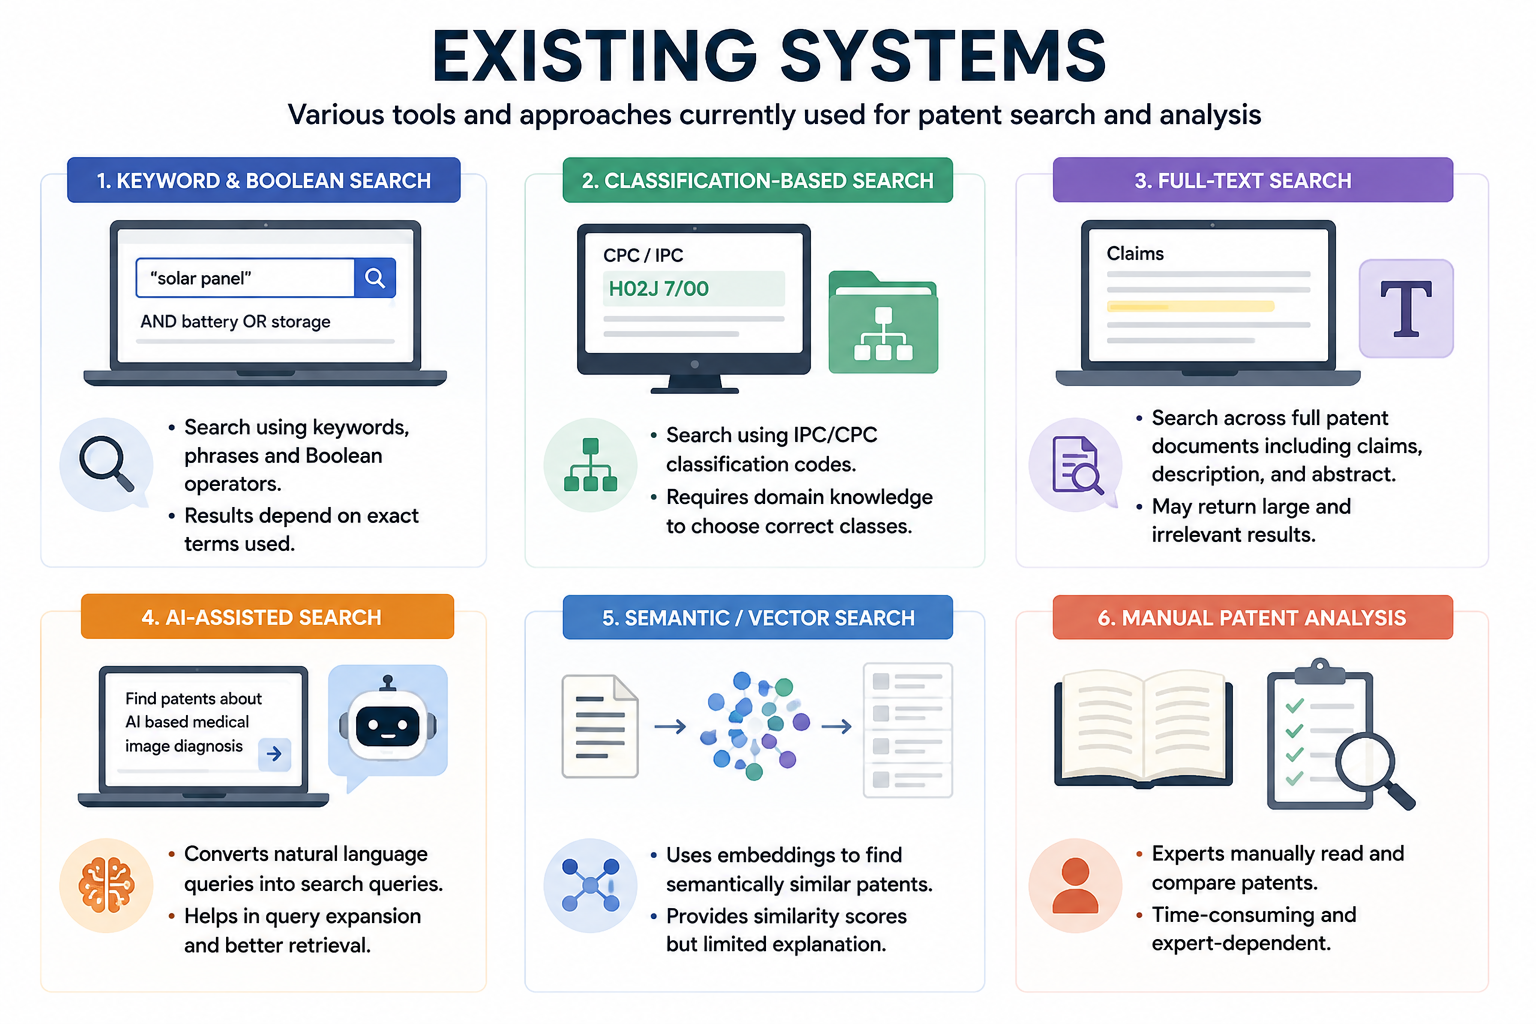 EXISTING SYSTEMS
Various tools and approaches currently used for patent search and analysis
1. KEYWORD & BOOLEAN SEARCH
“solar panel”
AND battery OR storage
• Search using keywords,
phrases and Boolean
operators.
• Results depend on exact
terms used.
2. CLASSIFICATION-BASED SEARCH
CPC / IPC
H02J 7/00
• Search using IPC/CPC
classification codes.
• Requires domain knowledge
to choose correct classes.
3. FULL-TEXT SEARCH
Claims
T
• Search across full patent
documents including claims,
description, and abstract.
• May return large and
irrelevant results.
4. AI-ASSISTED SEARCH
Find patents about
AI based medical
image diagnosis
• Converts natural language
queries into search queries.
• Helps in query expansion
and better retrieval.
5. SEMANTIC / VECTOR SEARCH
• Uses embeddings to find
semantically similar patents.
• Provides similarity scores
but limited explanation.
6. MANUAL PATENT ANALYSIS
• Experts manually read and
compare patents.
• Time-consuming and
expert-dependent.